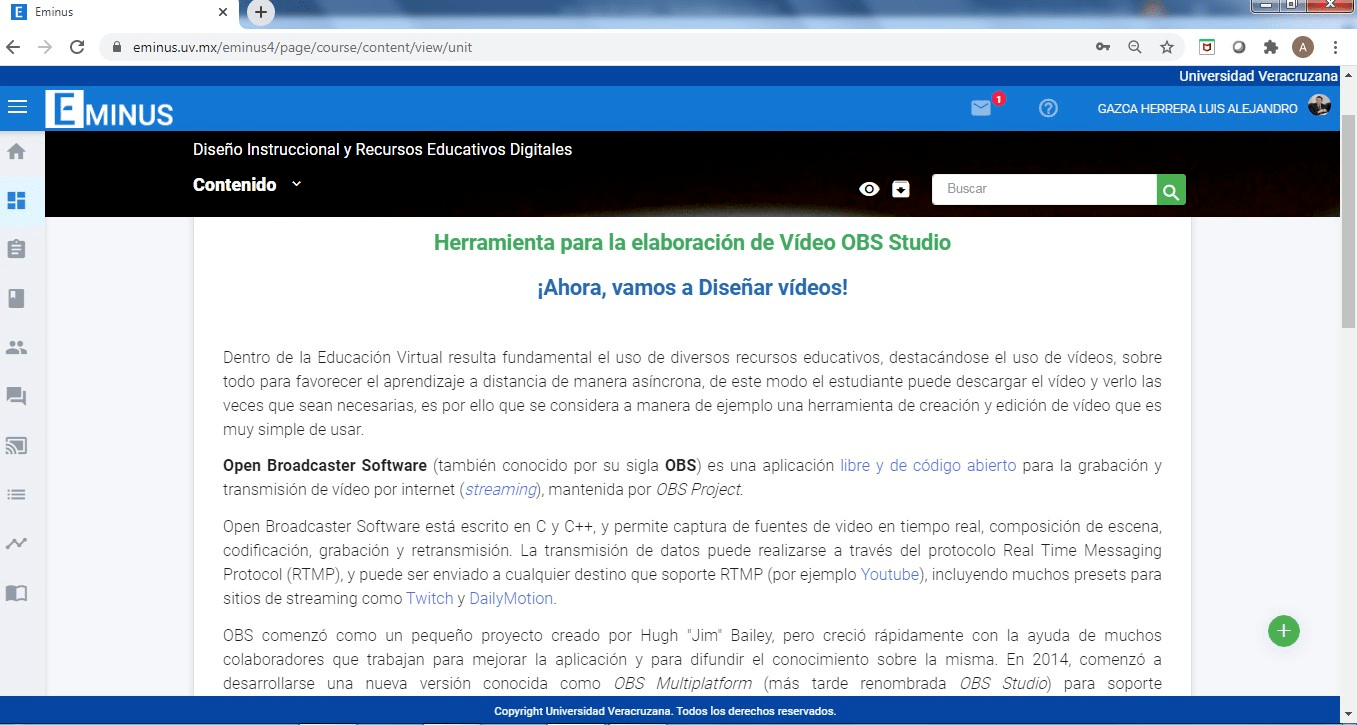 Eminus
eminus.uv.mx/eminus4/page/course/content/view/unit
A
Universidad Veracruzana
EMINUS
1
GAZCA HERRERA LUIS ALEJANDRO
Diseño Instruccional y Recursos Educativos Digitales
Contenido
Buscar
Herramienta para la elaboración de Vídeo OBS Studio
¡Ahora, vamos a Diseñar vídeos!
Dentro de la Educación Virtual resulta fundamental el uso de diversos recursos educativos, destacándose el uso de vídeos, sobre
todo para favorecer el aprendizaje a distancia de manera asíncrona, de este modo el estudiante puede descargar el vídeo y verlo las
veces que sean necesarias, es por ello que se considera a manera de ejemplo una herramienta de creación y edición de vídeo que es
muy simple de usar.
Open Broadcaster Software (también conocido por su sigla OBS) es una aplicación libre y de código abierto para la grabación y
transmisión de vídeo por internet (streaming), mantenida por OBS Project.
Open Broadcaster Software está escrito en C y C++, y permite captura de fuentes de video en tiempo real, composición de escena,
codificación, grabación y retransmisión. La transmisión de datos puede realizarse a través del protocolo Real Time Messaging
Protocol (RTMP), y puede ser enviado a cualquier destino que soporte RTMP (por ejemplo Youtube), incluyendo muchos presets para
sitios de streaming como Twitch y DailyMotion.
OBS comenzó como un pequeño proyecto creado por Hugh "Jim" Bailey, pero creció rápidamente con la ayuda de muchos
colaboradores que trabajan para mejorar la aplicación y para difundir el conocimiento sobre la misma. En 2014, comenzó a
desarrollarse una nueva versión conocida como OBS Multiplatform (más tarde renombrada OBS Studio) para soporte
Copyright Universidad Veracruzana. Todos los derechos reservados.